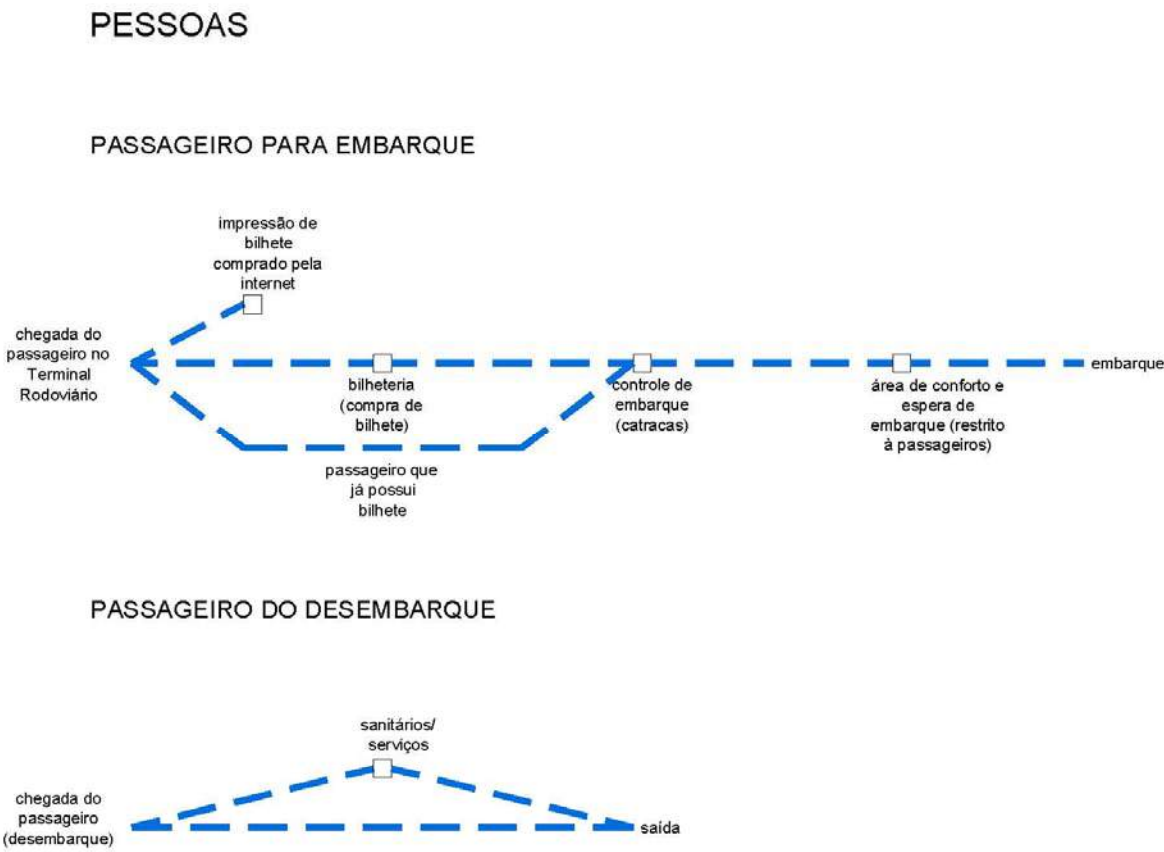 PESSOAS
PASSAGEIRO PARA EMBARQUE
impressão de
bilhete
comprado pela
internet
chegada do
passageiro no
Terminal
Rodoviário
bilheteria
(compra de
bilhete)
controle de
embarque
(catracas)
área de conforto e
espera de
embarque (restrito
à passageiros)
embarque
passageiro que
já possui
bilhete
PASSAGEIRO DO DESEMBARQUE
sanitários/
serviços
chegada do
passageiro
(desembarque)
saída